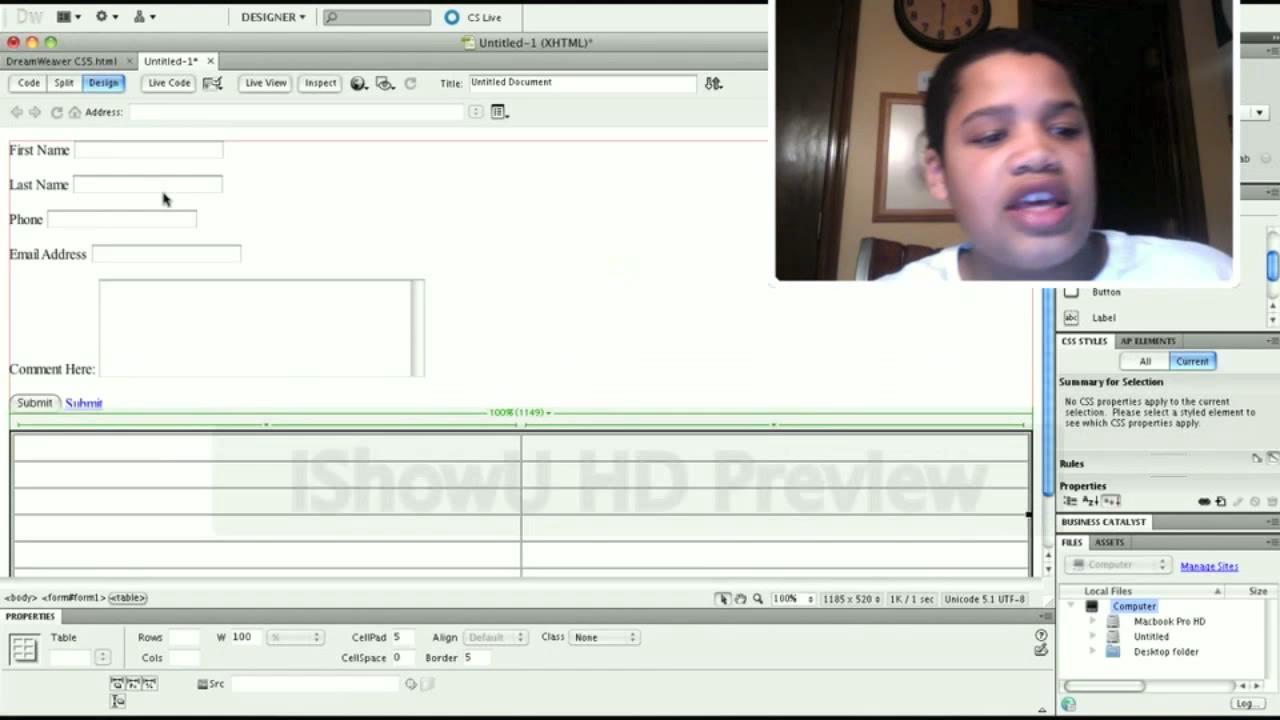 Dw DESIGNER CS Live
Untitled-1 (XHTML)*
DreamWeaver CS5.html × Untitled-1* ×
Code Split Design Live Code Live View Inspect Title: Untitled Document
Address:
First Name
Last Name
Phone
Email Address
Comment Here:
Submit Submit
100% (1149)
IShowU HD Preview
<body> <form#form1> <table> 100% 1185 x 520 1K / 1 sec Unicode 5.1 UTF-8
PROPERTIES
Table Rows W 100 % CellPad 5 Align Default Class None
Cols CellSpace 0 Border 5
Src
Button
abc Label
CSS STYLES AP ELEMENTS
All Current
Summary for Selection
No CSS properties apply to the current
selection. Please select a styled element to
see which CSS properties apply.
Rules
Properties
BUSINESS CATALYST
FILES ASSETS
Computer Manage Sites
Local Files Size
Computer
Macbook Pro HD
Untitled
Desktop folder
Log...